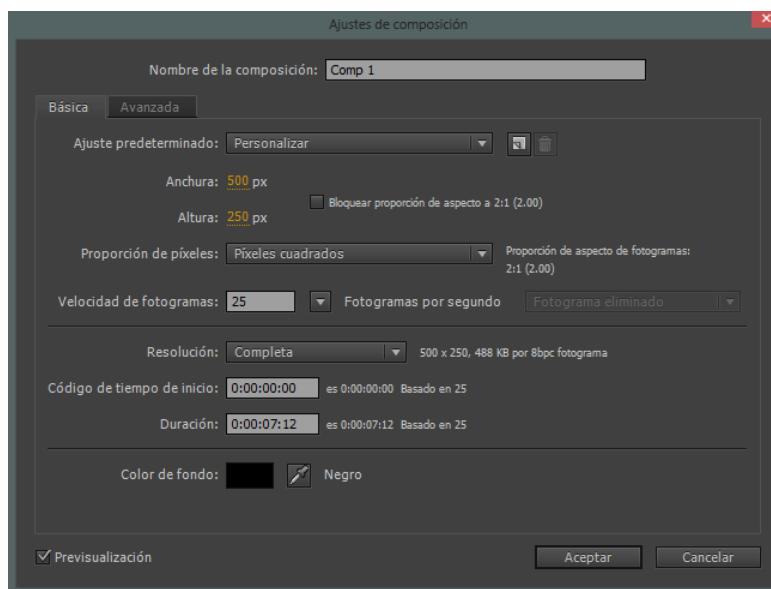 Ajustes de composición
Nombre de la composición: Comp 1
Básica Avanzada
Ajuste predeterminado: Personalizar
Anchura: 500 px
Bloquear proporción de aspecto a 2:1 (2.00)
Altura: 250 px
Proporción de píxeles: Píxeles cuadrados Proporción de aspecto de fotogramas:
2:1 (2.00)
Velocidad de fotogramas: 25 Fotogramas por segundo Fotograma eliminado
Resolución: Completa 500 x 250, 488 KB por 8bpc fotograma
Código de tiempo de inicio: 0:00:00:00 es 0:00:00:00 Basado en 25
Duración: 0:00:07:12 es 0:00:07:12 Basado en 25
Color de fondo: Negro
Previsualización Aceptar Cancelar